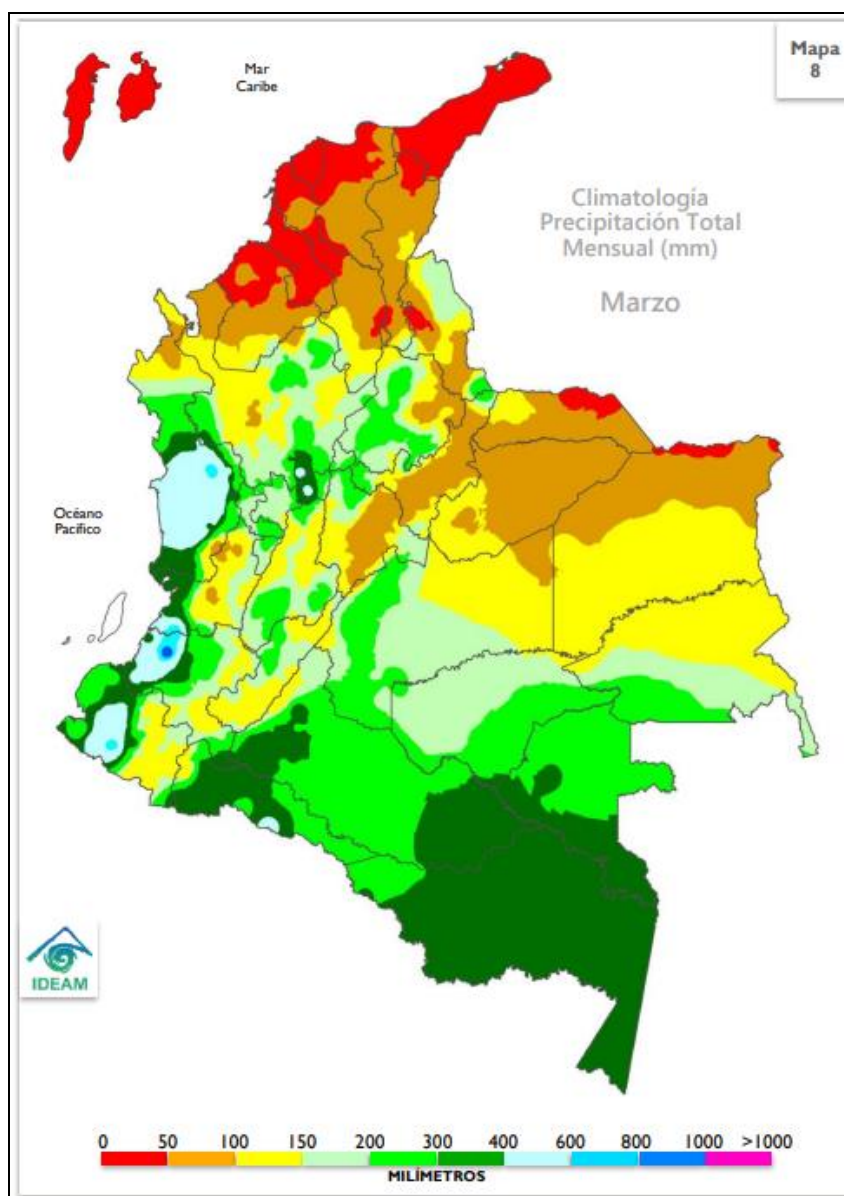 Mapa
8
Mar
Caribe
Climatología
Precipitación Total
Mensual (mm)
Marzo
Océano
Pacífico
IDEAM
0 50 100 150 200 300 400 600 800 1000 >1000
MILÍMETROS